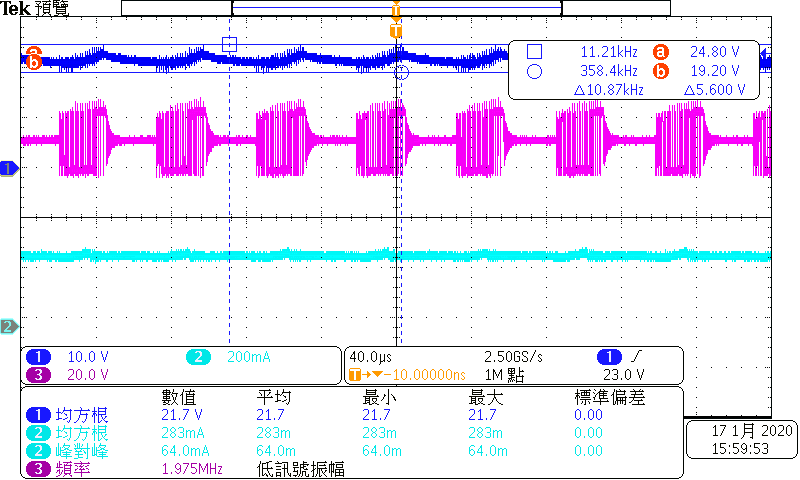 Tek 預覽
T
T
a
b
11.21kHz a 24.80 V
358.4kHz b 19.20 V
△10.87kHz △5.600 V
1
2
1 10.0 V 2 200mA
3 20.0 V
40.0µs 2.50GS/s 1 ∫
T→▼−10.00000ns 1M 點 23.0 V
數值 平均 最小 最大 標準偏差
1 均方根 21.7 V 21.7 21.7 21.7 0.00
2 均方根 283mA 283m 283m 283m 0.00
2 峰對峰 64.0mA 64.0m 64.0m 64.0m 0.00
3 頻率 1.975MHz 低訊號振幅
17 1月 2020
15:59:53